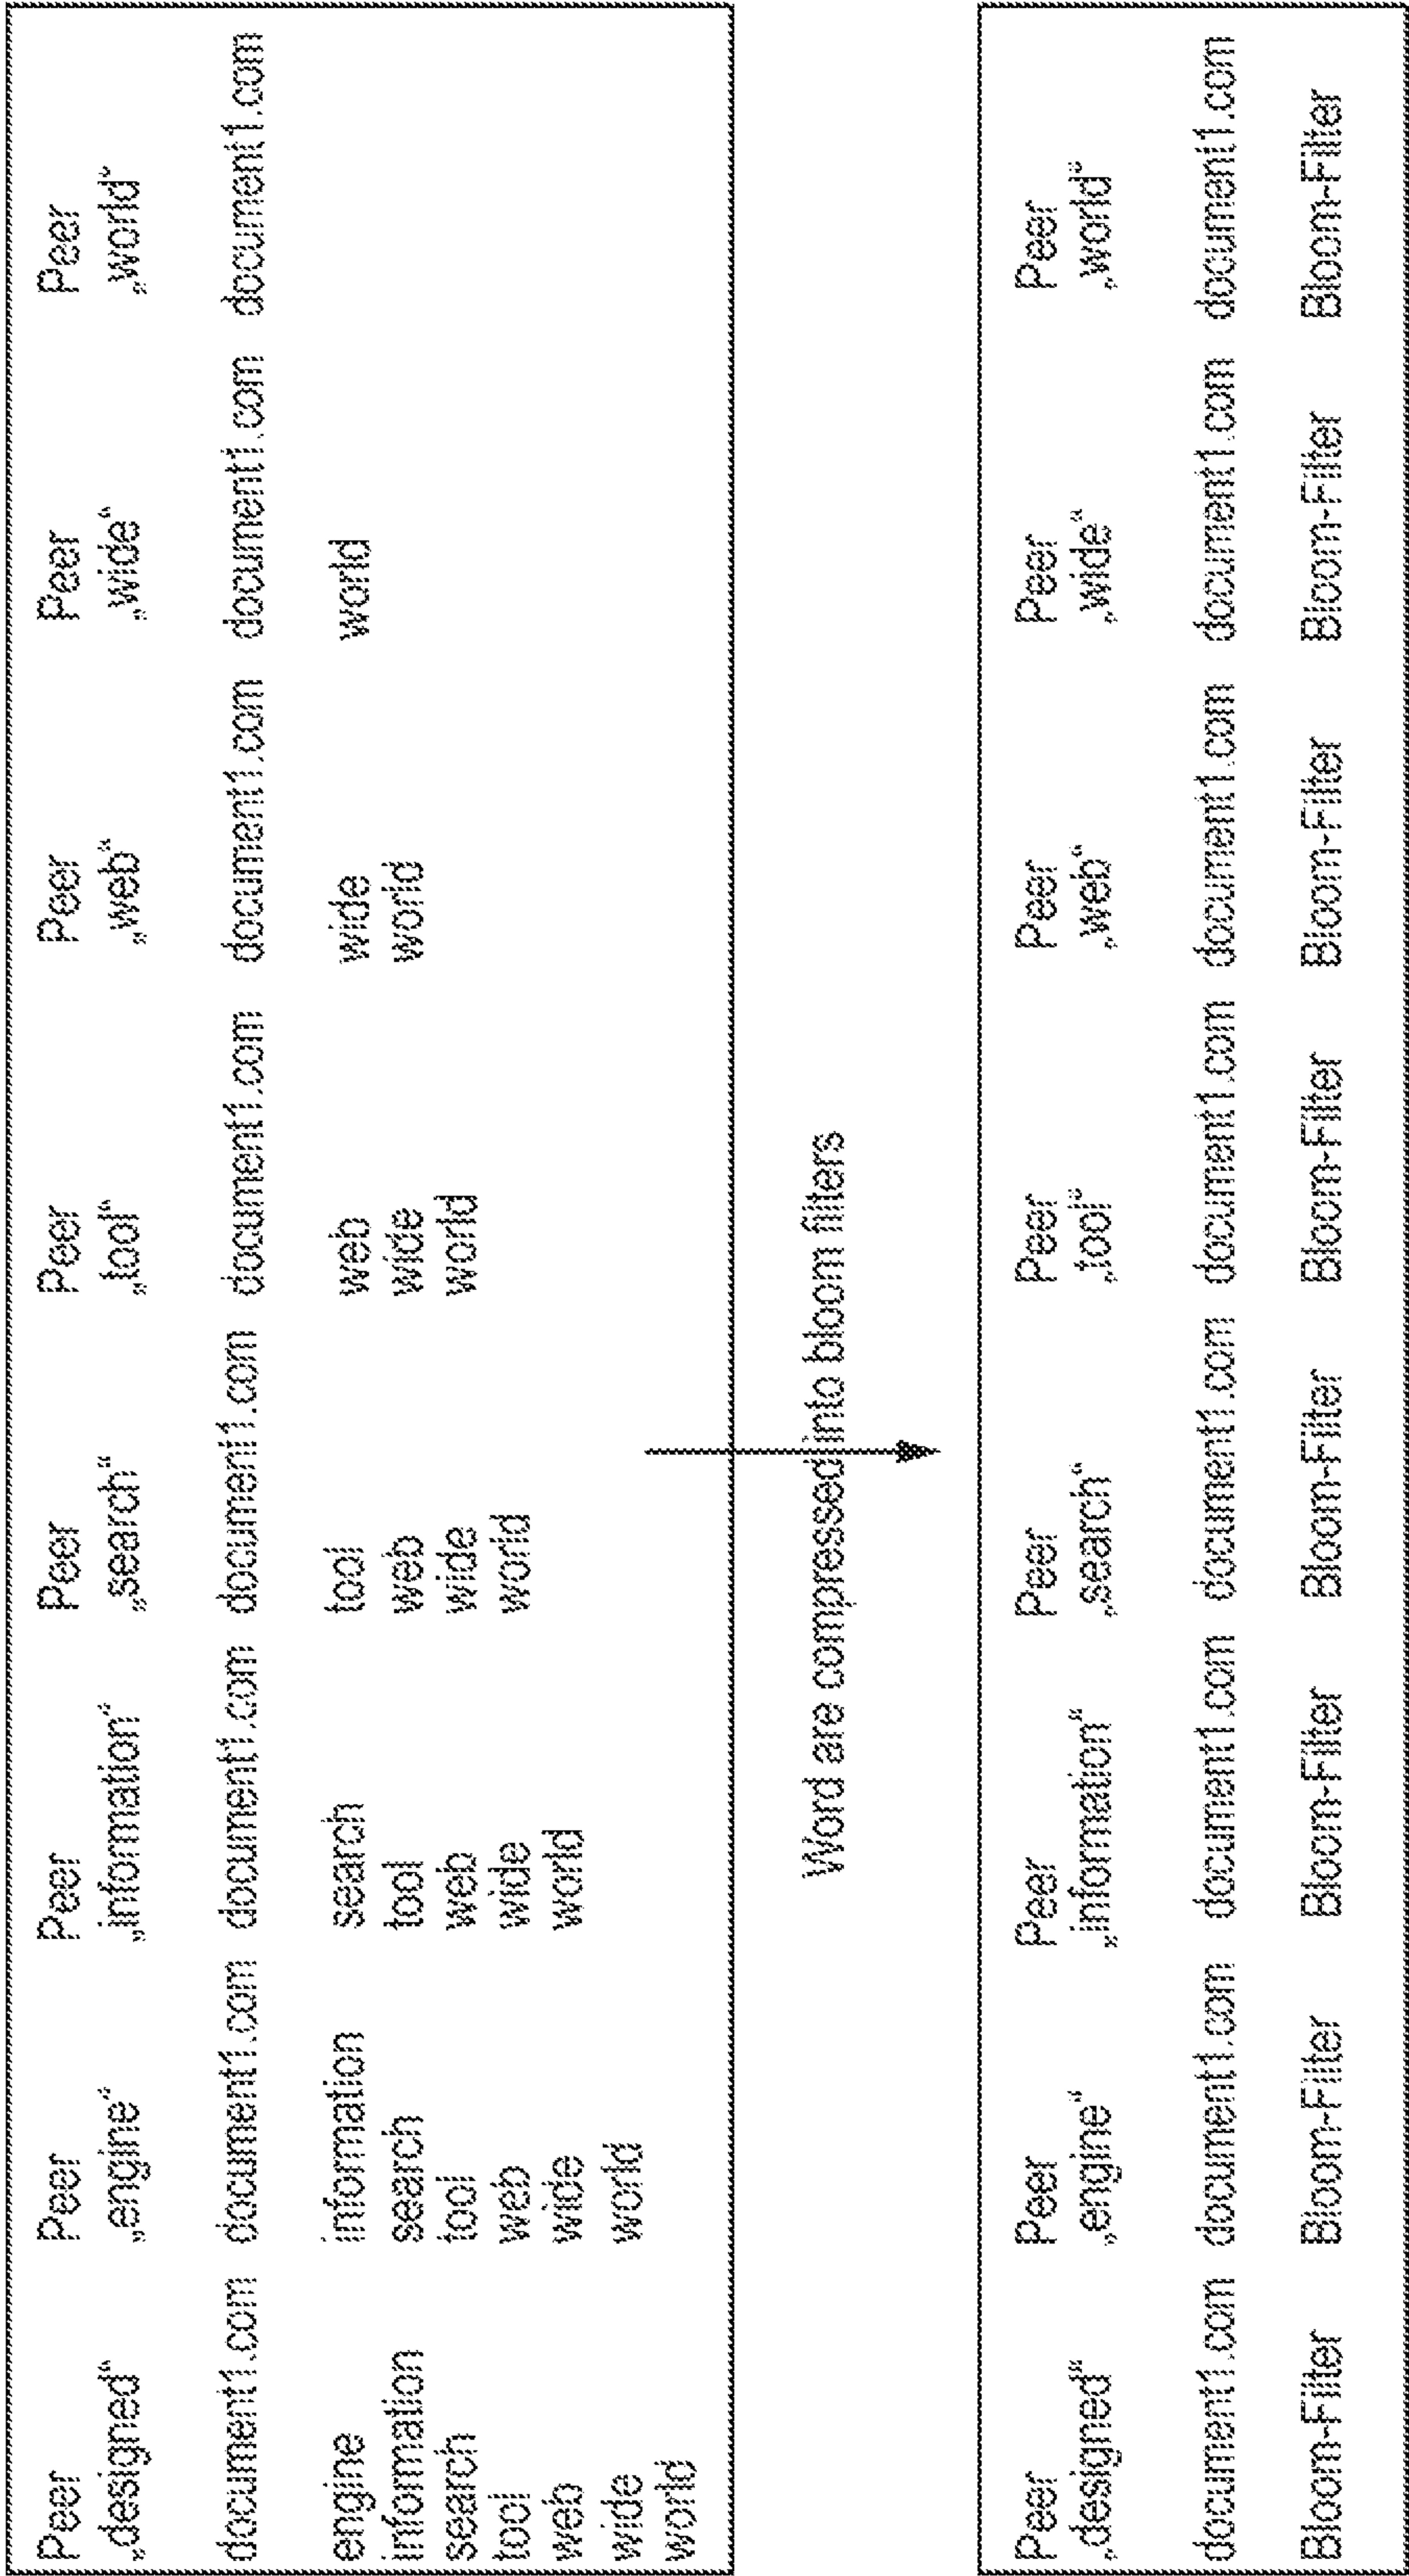 Peer Peer Peer Peer Peer Peer Peer Peer
„designed“ „engine“ „information“ „search“ „tool“ „web“ „wide“ „world“
document1.com document1.com document1.com document1.com document1.com document1.com document1.com document1.com
engine information search tool web wide world
information search tool web wide world
search tool web wide world
tool web wide world
web wide world
wide world
world
Word are compressed into bloom filters
Peer Peer Peer Peer Peer Peer Peer Peer
„designed“ „engine“ „information“ „search“ „tool“ „web“ „wide“ „world“
document1.com document1.com document1.com document1.com document1.com document1.com document1.com document1.com
Bloom-Filter Bloom-Filter Bloom-Filter Bloom-Filter Bloom-Filter Bloom-Filter Bloom-Filter Bloom-Filter